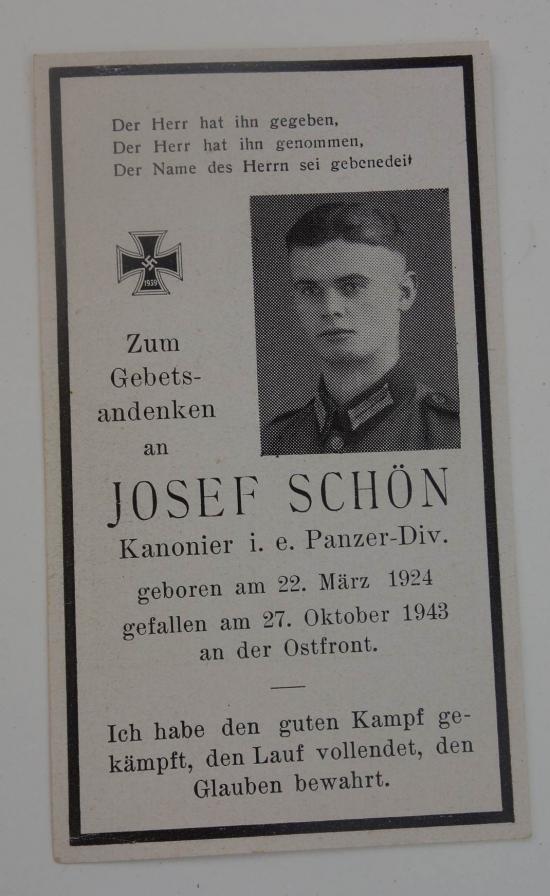 Der Herr hat ihn gegeben,
Der Herr hat ihn genommen,
Der Name des Herrn sei gebenedeit
1939
Zum
Gebets-
andenken
an
JOSEF SCHÖN
Kanonier i. e. Panzer-Div.
geboren am 22. März 1924
gefallen am 27. Oktober 1943
an der Ostfront.
Ich habe den guten Kampf ge-
kämpft, den Lauf vollendet, den
Glauben bewahrt.